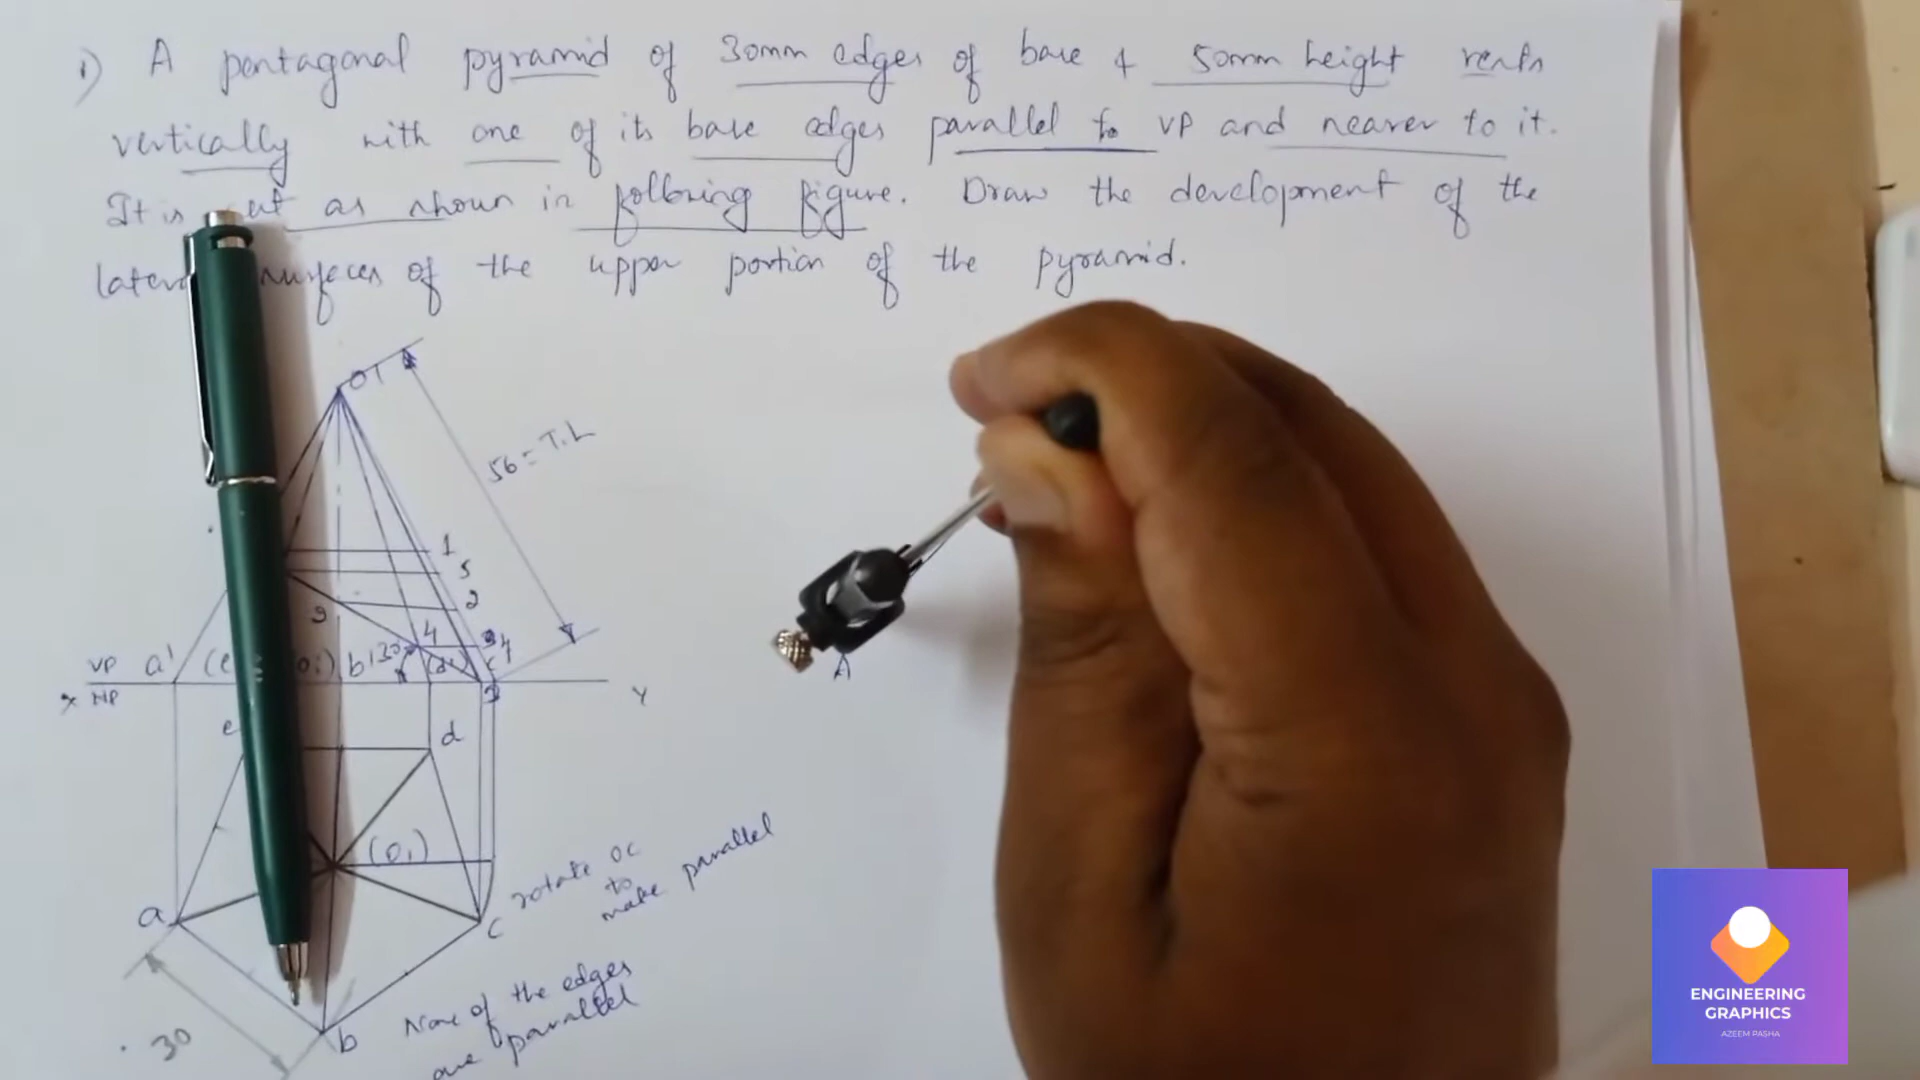 1) A pentagonal pyramid of 30mm edges of base & 50mm height rests
vertically with one of its base edges parallel to VP and nearer to it.
It is cut as shown in following figure. Draw the development of the
surfaces of the upper portion of the pyramid.
O1
56 = T.L
1
5
2
3
4
VP a' (e b' 30° (d') c'
X HP Y
A
e d
(O1)
a c
rotate oc
to
make parallel
30
b
None of the edges
are parallel
ENGINEERING
GRAPHICS
AZEEM PASHA